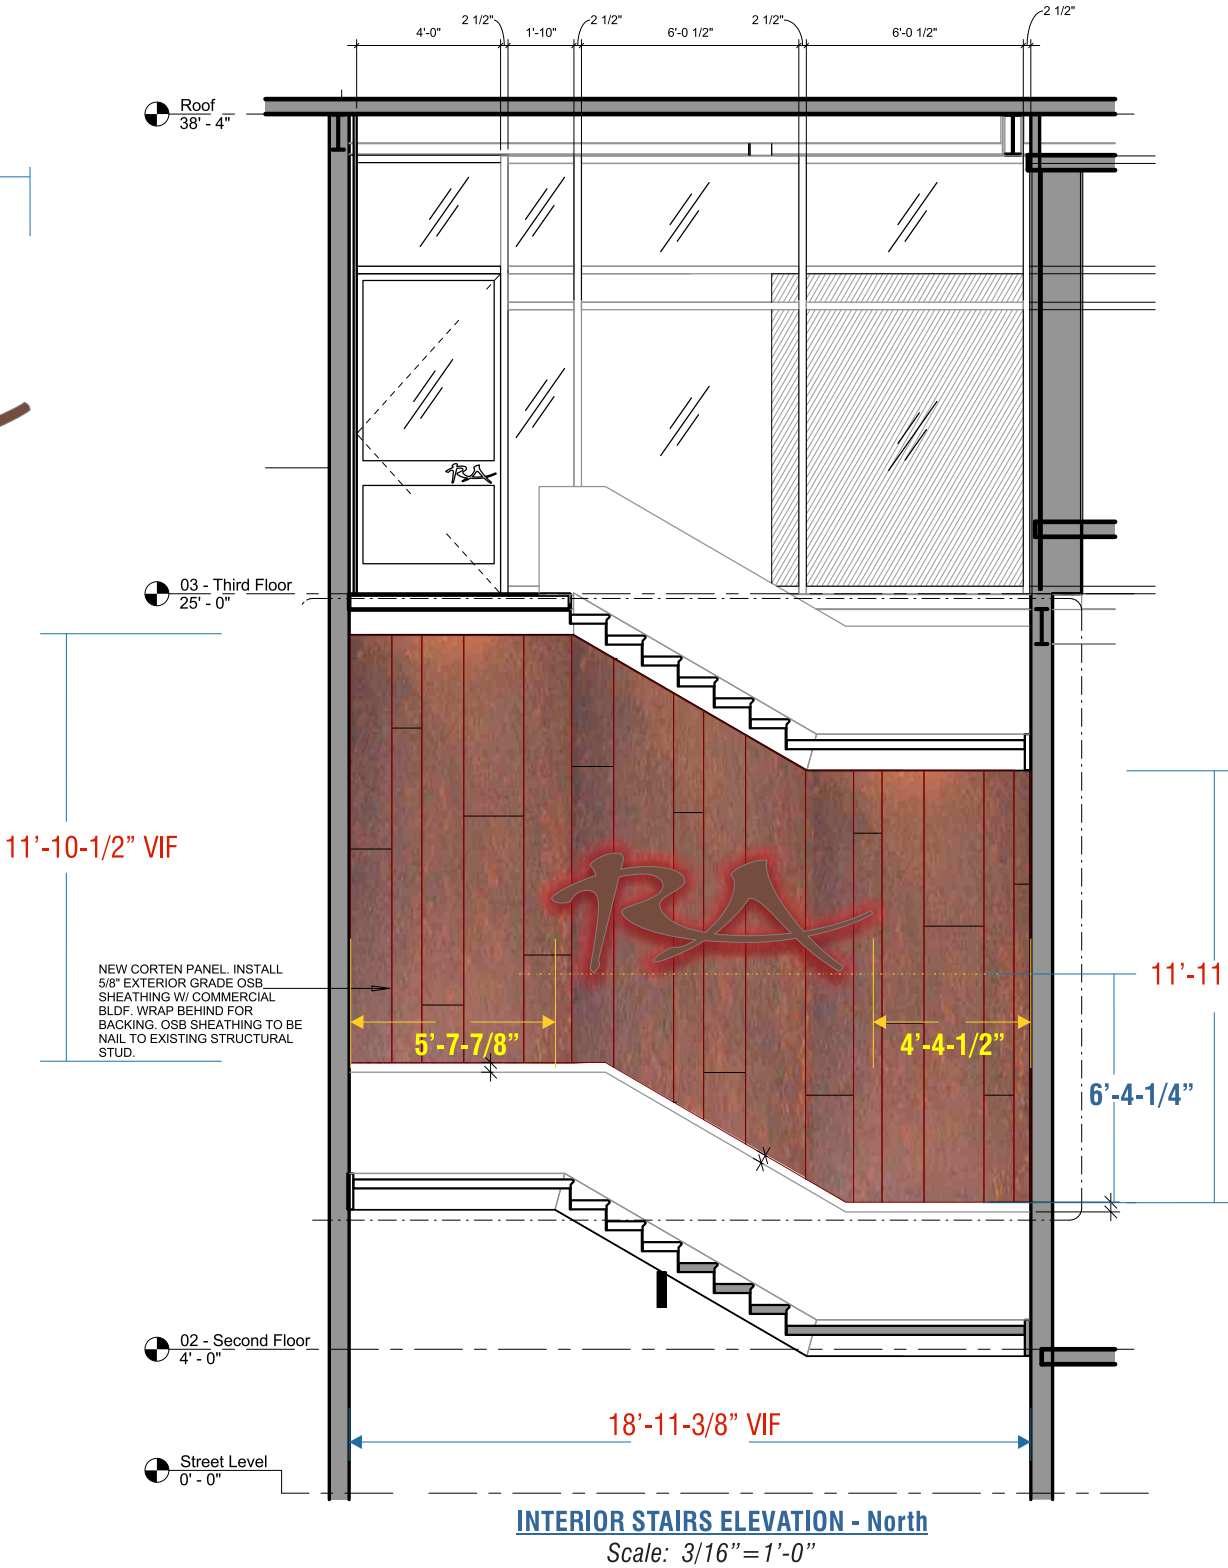 2 1/2"
2 1/2"
2 1/2"
2 1/2"
4'-0"
1'-10"
6'-0 1/2"
6'-0 1/2"
Roof
38' - 4"
RA
03 - Third Floor
25' - 0"
11’-10-1/2” VIF
RA
NEW CORTEN PANEL. INSTALL
5/8" EXTERIOR GRADE OSB
SHEATHING W/ COMMERCIAL
BLDF. WRAP BEHIND FOR
BACKING. OSB SHEATHING TO BE
NAIL TO EXISTING STRUCTURAL
STUD.
11’-11
5’-7-7/8”
4’-4-1/2”
6’-4-1/4”
02 - Second Floor
4' - 0"
18’-11-3/8” VIF
Street Level
0' - 0"
INTERIOR STAIRS ELEVATION - North
Scale: 3/16”=1’-0”